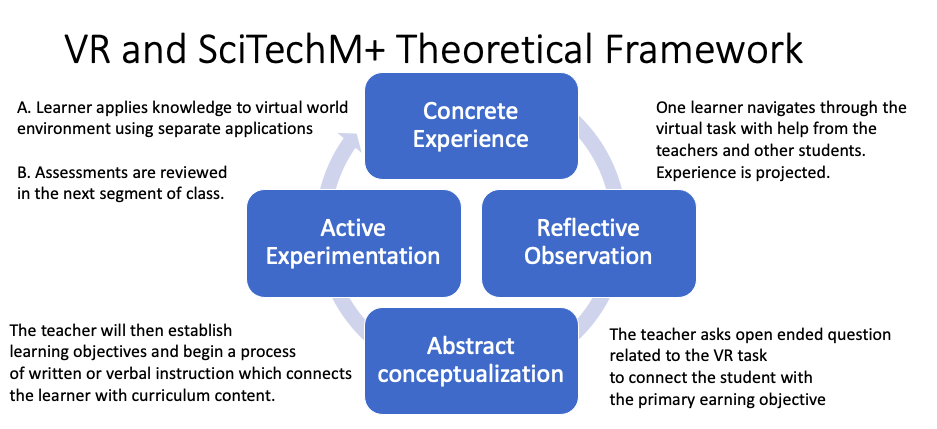 VR and SciTechM+ Theoretical Framework
A. Learner applies knowledge to virtual world
environment using separate applications
B. Assessments are reviewed
in the next segment of class.
Concrete
Experience
One learner navigates through the
virtual task with help from the
teachers and other students.
Experience is projected.
Active
Experimentation
Reflective
Observation
The teacher will then establish
learning objectives and begin a process
of written or verbal instruction which connects
the learner with curriculum content.
Abstract
conceptualization
The teacher asks open ended question
related to the VR task
to connect the student with
the primary earning objective